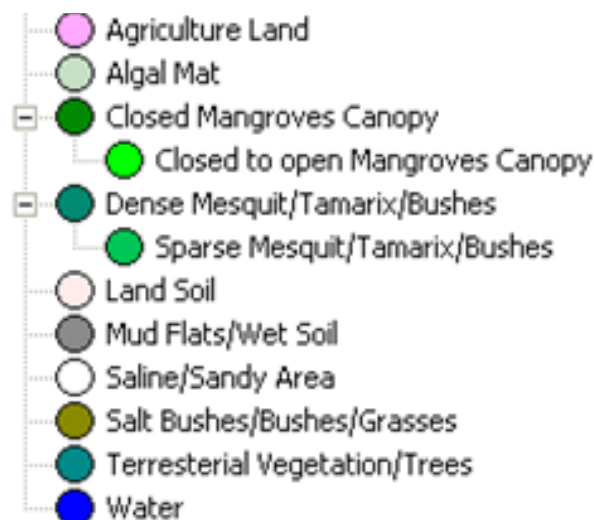 Agriculture Land
Algal Mat
Closed Mangroves Canopy
Closed to open Mangroves Canopy
Dense Mesquit/Tamarix/Bushes
Sparse Mesquit/Tamarix/Bushes
Land Soil
Mud Flats/Wet Soil
Saline/Sandy Area
Salt Bushes/Bushes/Grasses
Terresterial Vegetation/Trees
Water